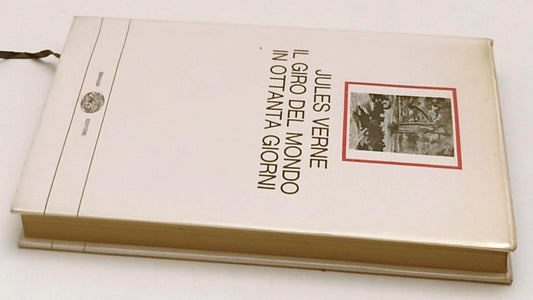 JULES VERNE
IL GIRO DEL MONDO
IN OTTANTA GIORNI